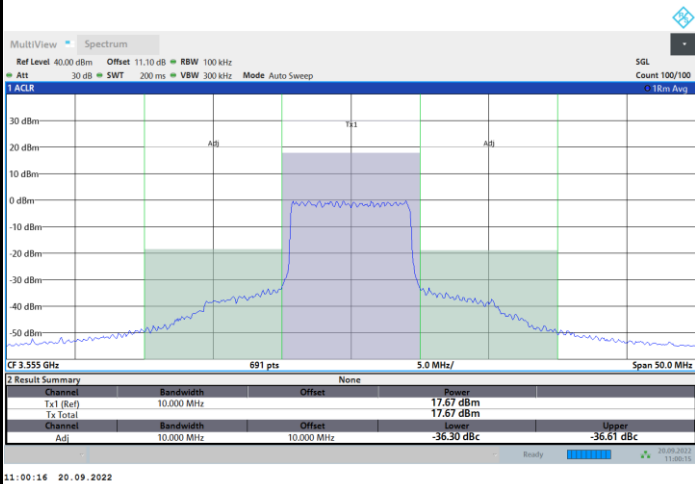 MultiView Spectrum
Ref Level 40.00 dBm Offset 11.10 dB RBW 100 kHz SGL
Att 30 dB SWT 200 ms VBW 300 kHz Mode Auto Sweep Count 100/100
1 ACLR 1Rm Avg
Tx1
30 dBm
Adj Adj
20 dBm
10 dBm
0 dBm
-10 dBm
-20 dBm
-30 dBm
-40 dBm
-50 dBm
CF 3.555 GHz 691 pts 5.0 MHz/ Span 50.0 MHz
2 Result Summary None
Channel Bandwidth Offset Power
Tx1 (Ref) 10.000 MHz 17.67 dBm
Tx Total 17.67 dBm
Channel Bandwidth Offset Lower Upper
Adj 10.000 MHz 10.000 MHz -36.30 dBc -36.61 dBc
Ready 20.09.2022
11:00:15
11:00:16 20.09.2022